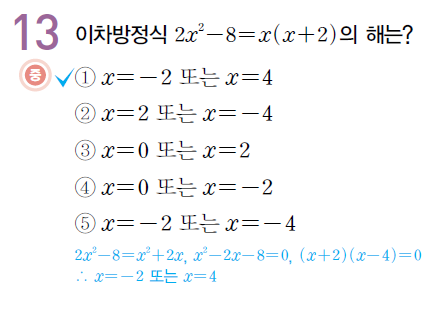 13 이차방정식 2x²−8=x(x+2)의 해는?
중
✓① x=−2 또는 x=4
② x=2 또는 x=−4
③ x=0 또는 x=2
④ x=0 또는 x=−2
⑤ x=−2 또는 x=−4
2x²−8=x²+2x, x²−2x−8=0, (x+2)(x−4)=0
∴ x=−2 또는 x=4